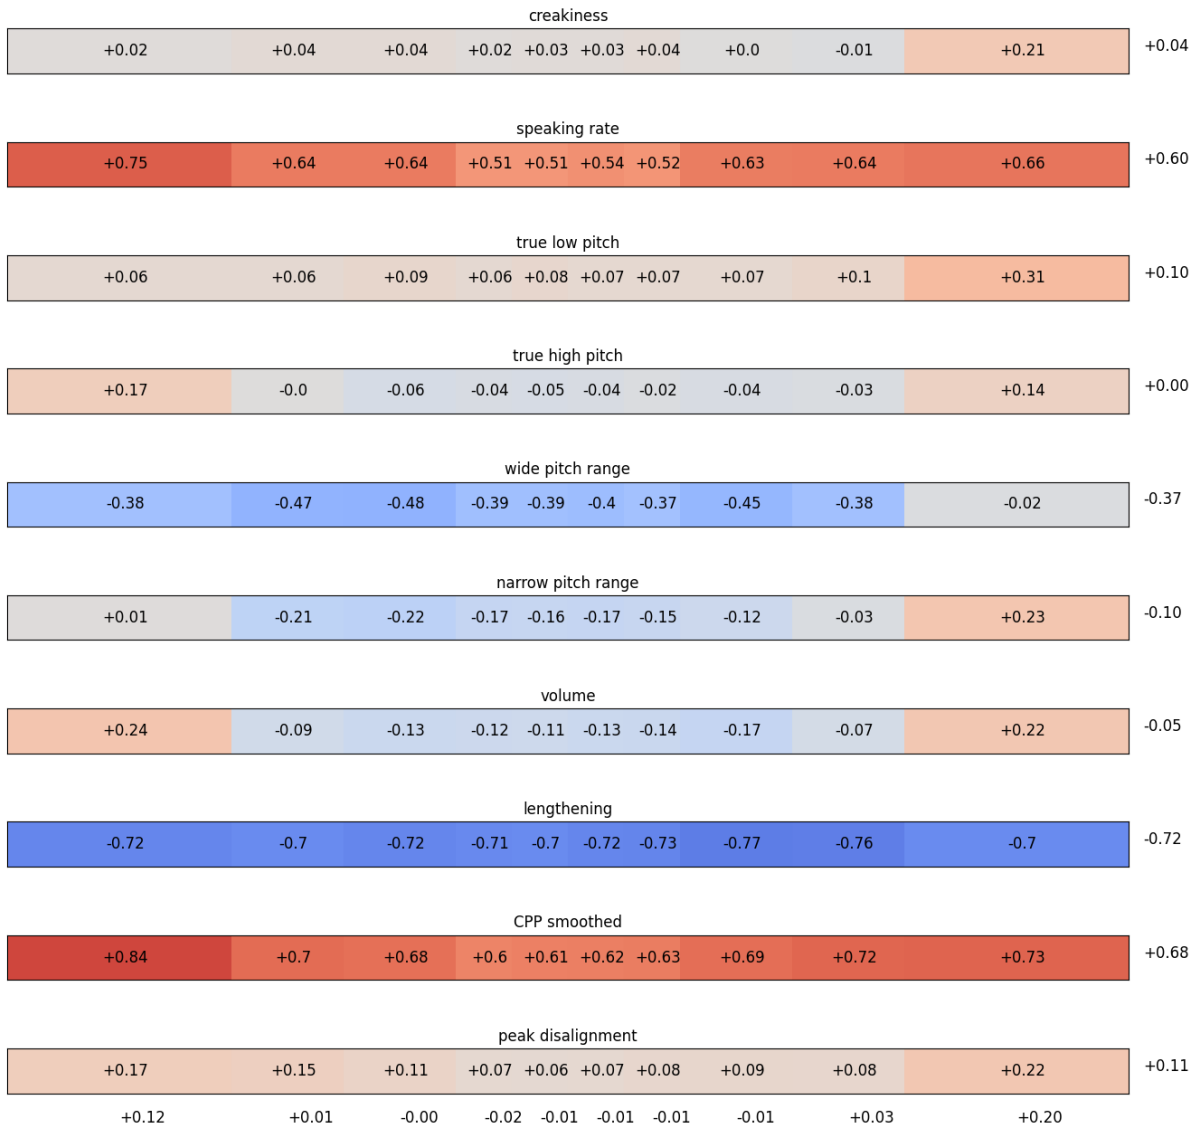 creakiness
+0.02 +0.04 +0.04 +0.02 +0.03 +0.03 +0.04 +0.0 -0.01 +0.21 +0.04
speaking rate
+0.75 +0.64 +0.64 +0.51 +0.51 +0.54 +0.52 +0.63 +0.64 +0.66 +0.60
true low pitch
+0.06 +0.06 +0.09 +0.06 +0.08 +0.07 +0.07 +0.07 +0.1 +0.31 +0.10
true high pitch
+0.17 -0.0 -0.06 -0.04 -0.05 -0.04 -0.02 -0.04 -0.03 +0.14 +0.00
wide pitch range
-0.38 -0.47 -0.48 -0.39 -0.39 -0.4 -0.37 -0.45 -0.38 -0.02 -0.37
narrow pitch range
+0.01 -0.21 -0.22 -0.17 -0.16 -0.17 -0.15 -0.12 -0.03 +0.23 -0.10
volume
+0.24 -0.09 -0.13 -0.12 -0.11 -0.13 -0.14 -0.17 -0.07 +0.22 -0.05
lengthening
-0.72 -0.7 -0.72 -0.71 -0.7 -0.72 -0.73 -0.77 -0.76 -0.7 -0.72
CPP smoothed
+0.84 +0.7 +0.68 +0.6 +0.61 +0.62 +0.63 +0.69 +0.72 +0.73 +0.68
peak disalignment
+0.17 +0.15 +0.11 +0.07 +0.06 +0.07 +0.08 +0.09 +0.08 +0.22 +0.11
+0.12 +0.01 -0.00 -0.02 -0.01 -0.01 -0.01 -0.01 +0.03 +0.20